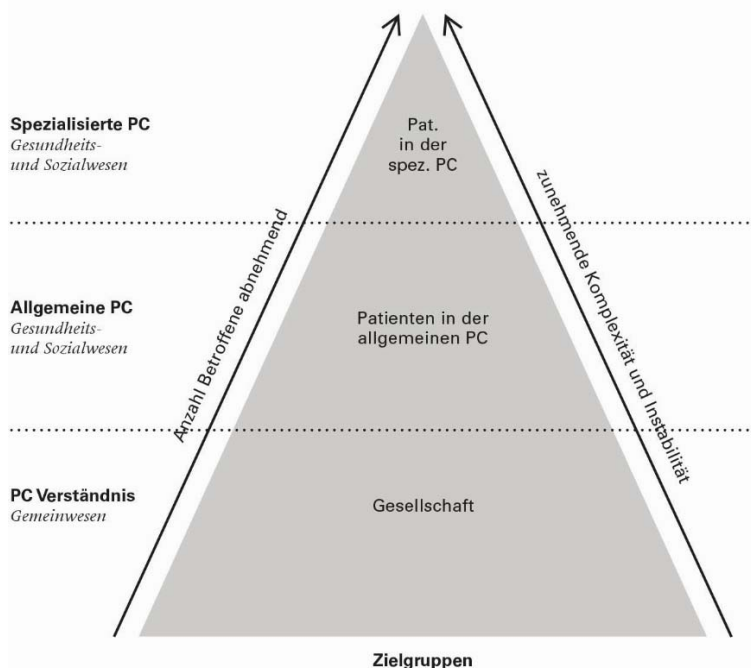 Spezialisierte PC
Gesundheits-
und Sozialwesen
Pat.
in der
spez. PC
Anzahl Betroffene abnehmend
zunehmende Komplexität und Instabilität
Allgemeine PC
Gesundheits-
und Sozialwesen
Patienten in der
allgemeinen PC
PC Verständnis
Gemeinwesen
Gesellschaft
Zielgruppen